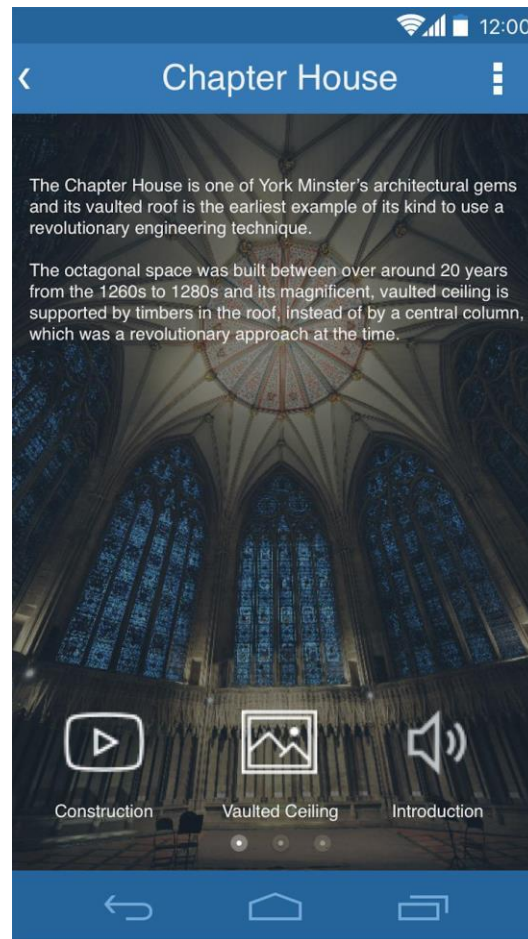 12:00
Chapter House
The Chapter House is one of York Minster's architectural gems
and its vaulted roof is the earliest example of its kind to use a
revolutionary engineering technique.
The octagonal space was built between over around 20 years
from the 1260s to 1280s and its magnificent, vaulted ceiling is
supported by timbers in the roof, instead of by a central column,
which was a revolutionary approach at the time.
Construction
Vaulted Ceiling
Introduction